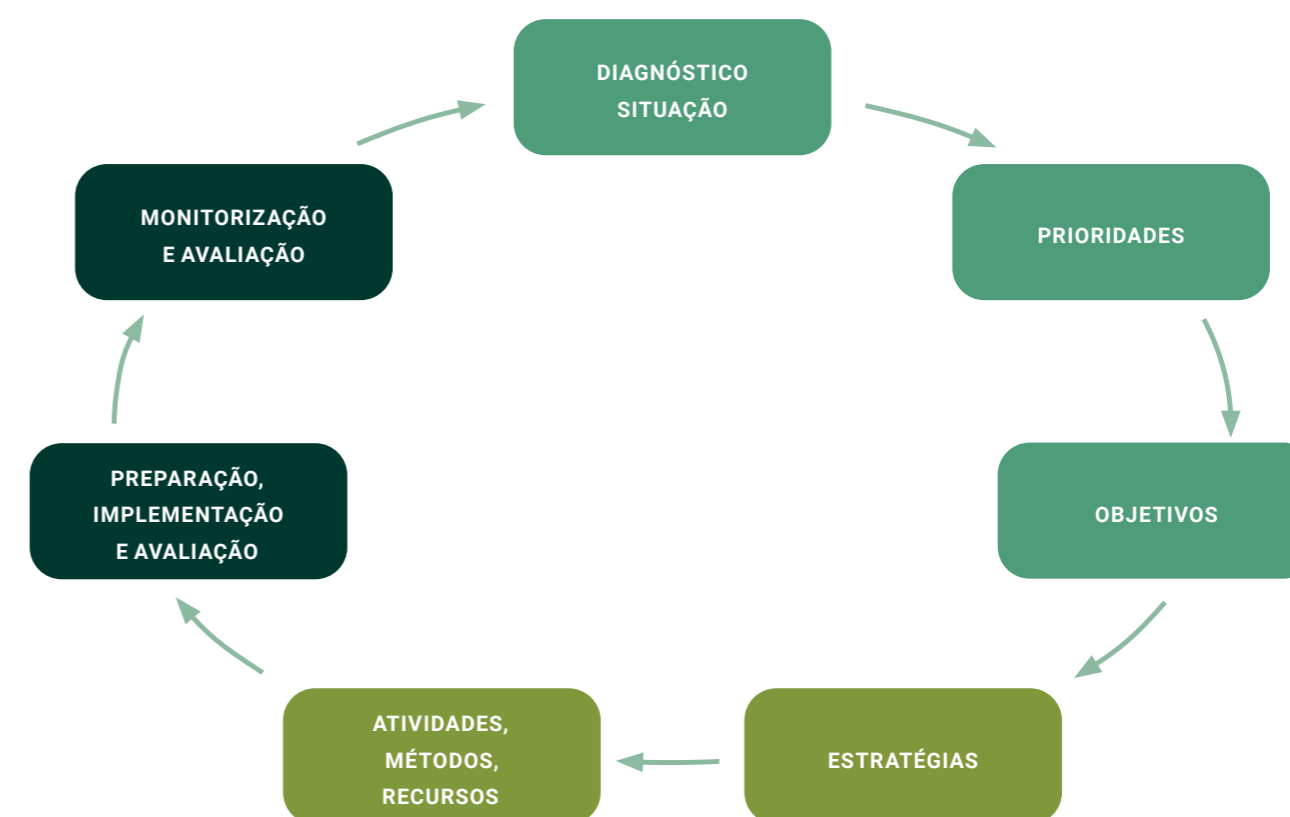 DIAGNÓSTICO
SITUAÇÃO
PRIORIDADES
OBJETIVOS
ESTRATÉGIAS
ATIVIDADES,
MÉTODOS,
RECURSOS
PREPARAÇÃO,
IMPLEMENTAÇÃO
E AVALIAÇÃO
MONITORIZAÇÃO
E AVALIAÇÃO